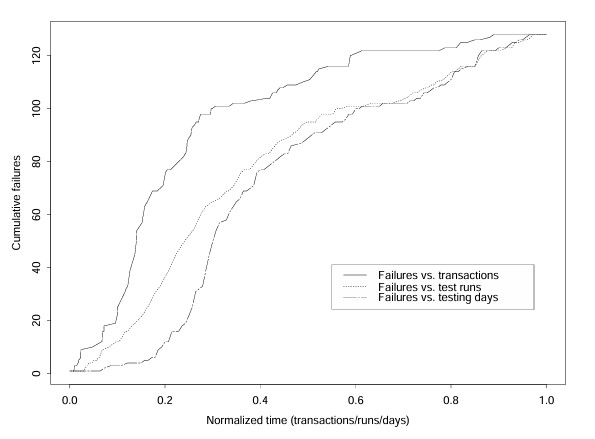 120
100
80
60
40
20
0
Cumulative failures
Failures vs. transactions
Failures vs. test runs
Failures vs. testing days
0.0 0.2 0.4 0.6 0.8 1.0
Normalized time (transactions/runs/days)